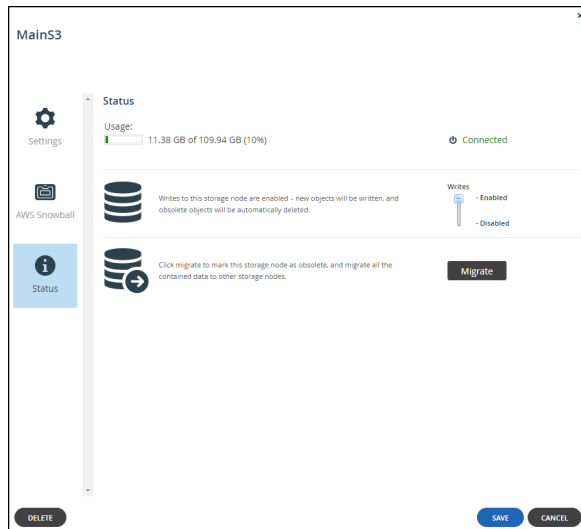 ×
MainS3
Settings
AWS Snowball
Status
Status
Usage:
11.38 GB of 109.94 GB (10%)
Connected
Writes to this storage node are enabled – new objects will be written, and
obsolete objects will be automatically deleted.
Writes
- Enabled
- Disabled
Click migrate to mark this storage node as obsolete, and migrate all the
contained data to other storage nodes.
Migrate
DELETE
SAVE
CANCEL